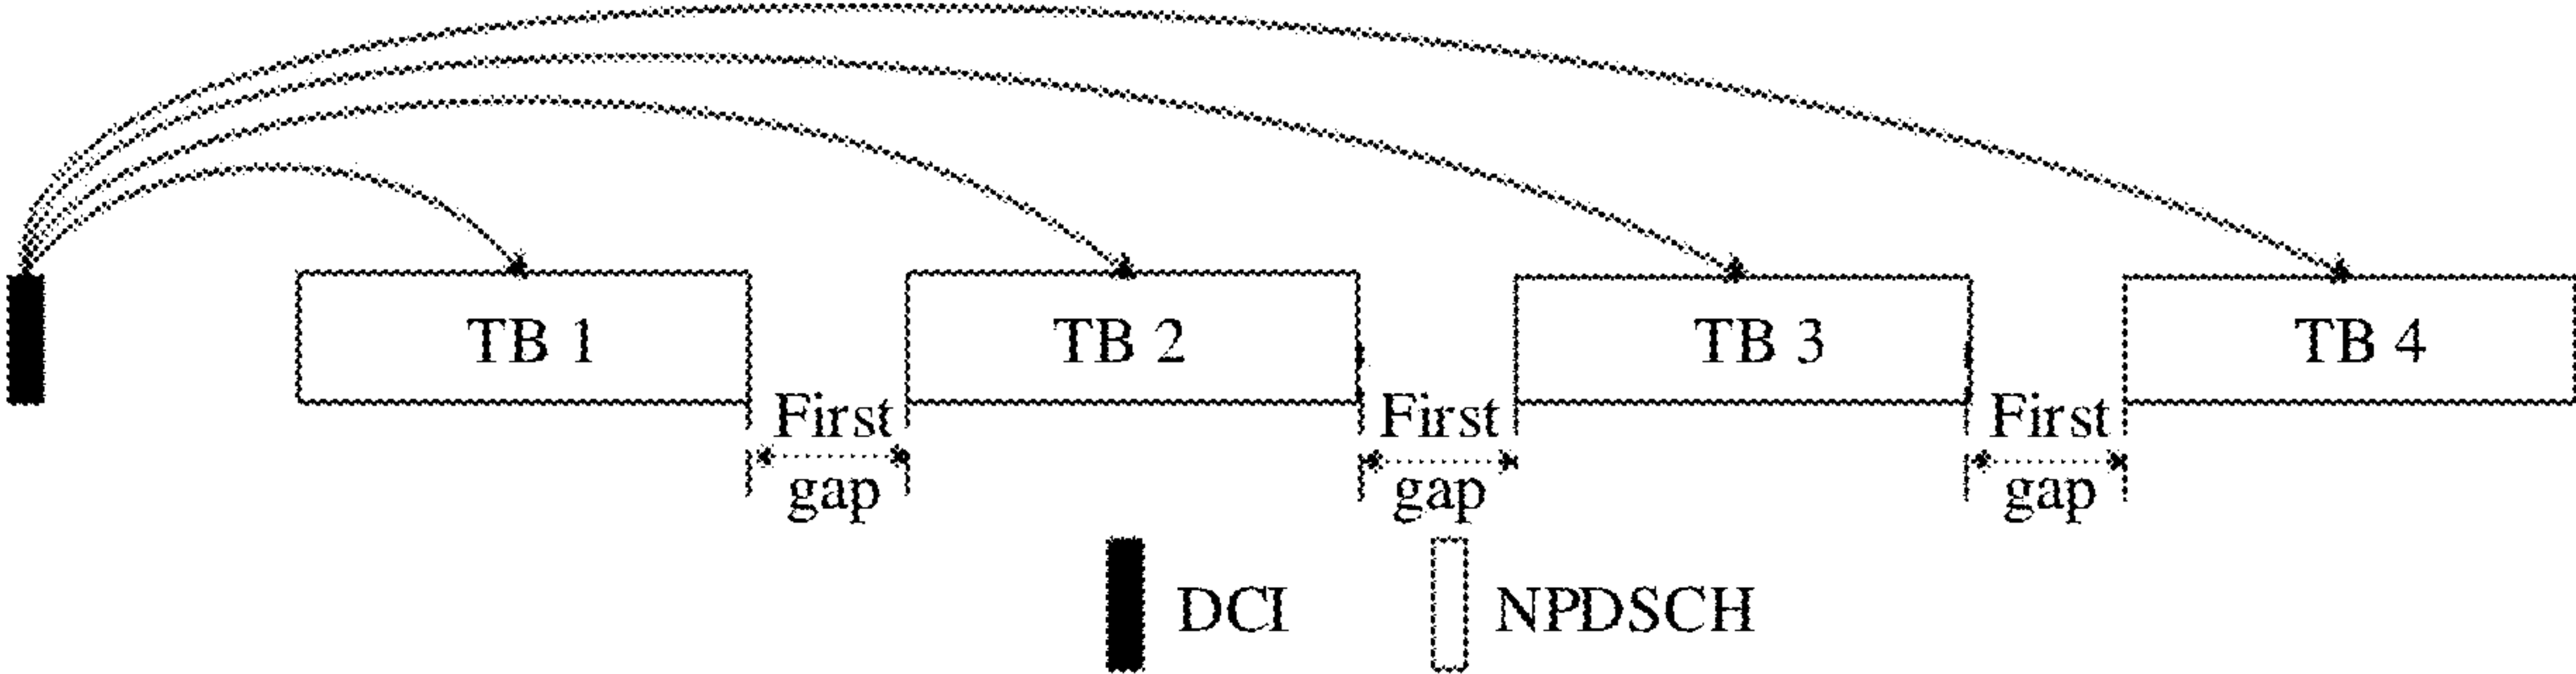 TB 1
TB 2
TB 3
TB 4
First
gap
First
gap
First
gap
DCI
NPDSCH